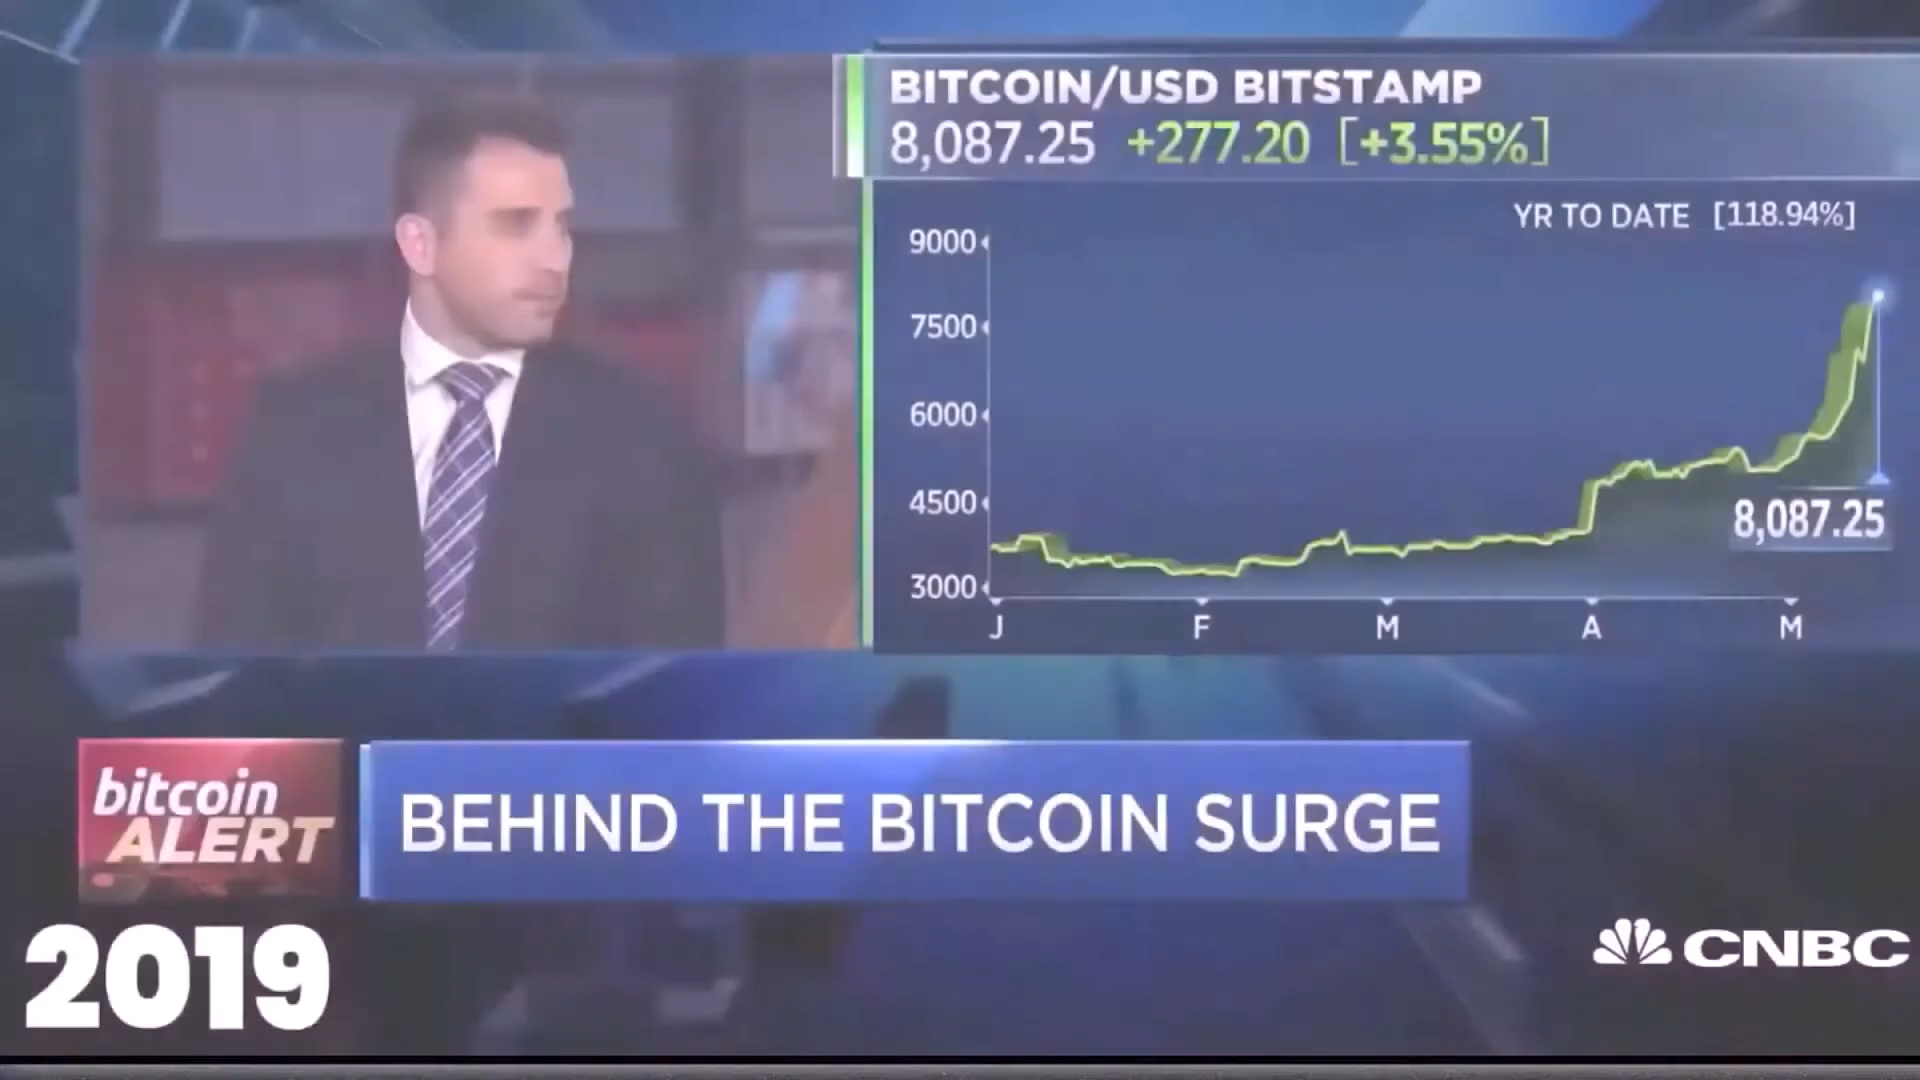 BITCOIN/USD BITSTAMP
8,087.25 +277.20 [+3.55%]
YR TO DATE [118.94%]
9000
7500
6000
4500
3000
8,087.25
J F M A M
bitcoin
ALERT
BEHIND THE BITCOIN SURGE
2019
CNBC